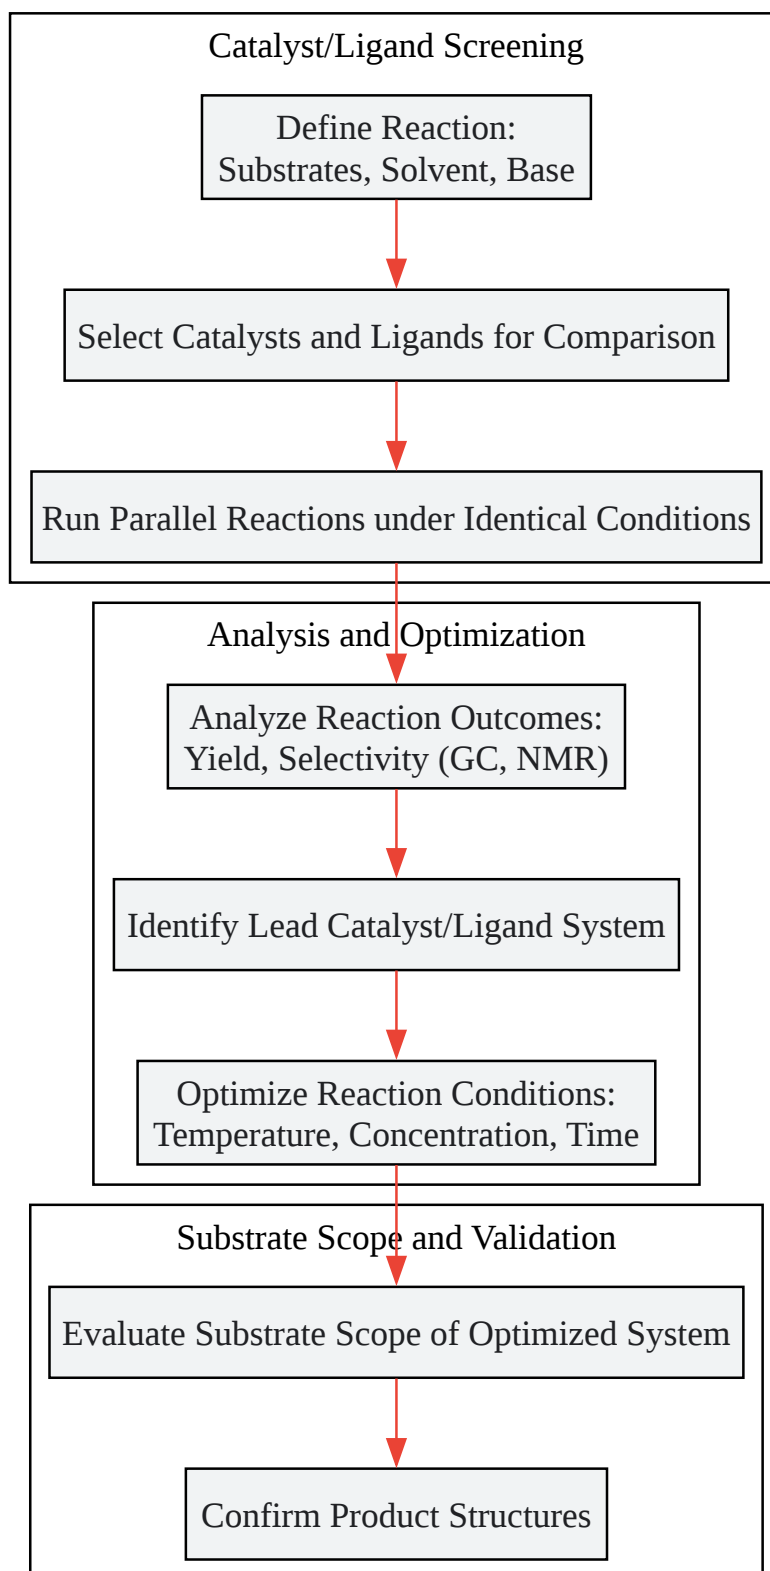 Catalyst/Ligand Screening
Define Reaction:
Substrates, Solvent, Base
Select Catalysts and Ligands for Comparison
Run Parallel Reactions under Identical Conditions
Analysis and Optimization
Analyze Reaction Outcomes:
Yield, Selectivity (GC, NMR)
Identify Lead Catalyst/Ligand System
Optimize Reaction Conditions:
Temperature, Concentration, Time
Substrate Scope and Validation
Evaluate Substrate Scope of Optimized System
Confirm Product Structures